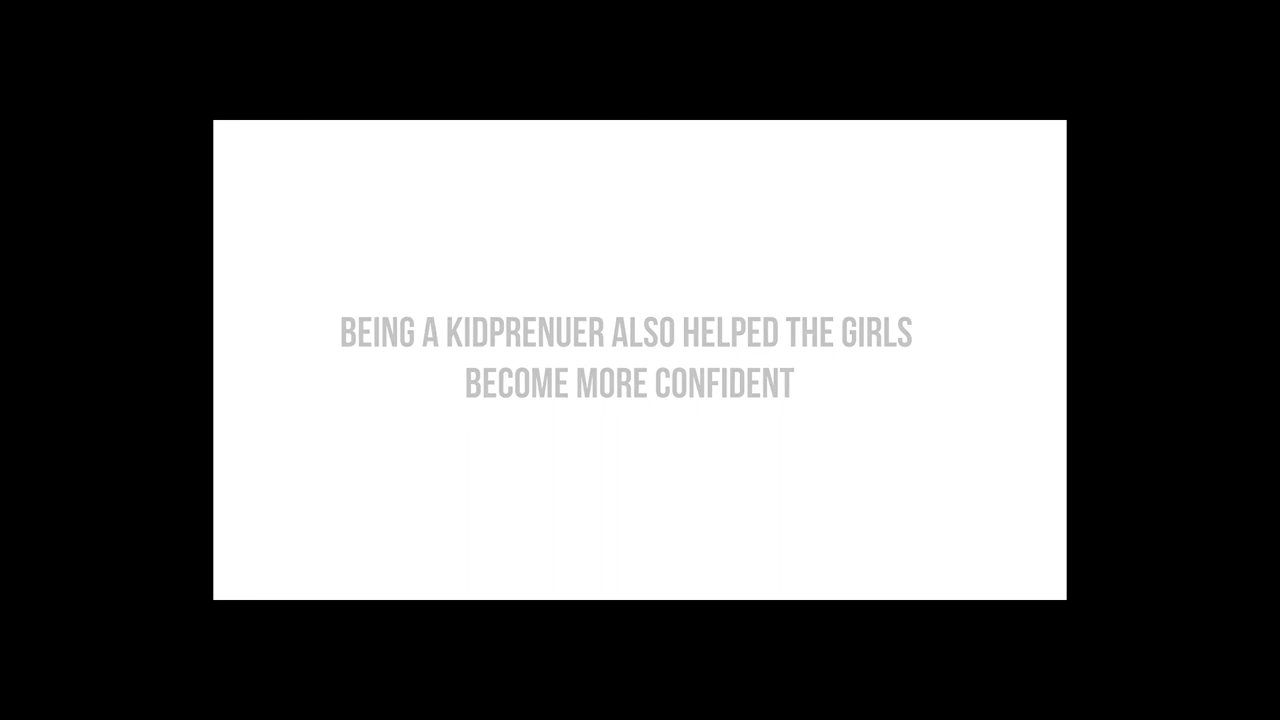 BEING A KIDPRENUER ALSO HELPED THE GIRLS
BECOME MORE CONFIDENT